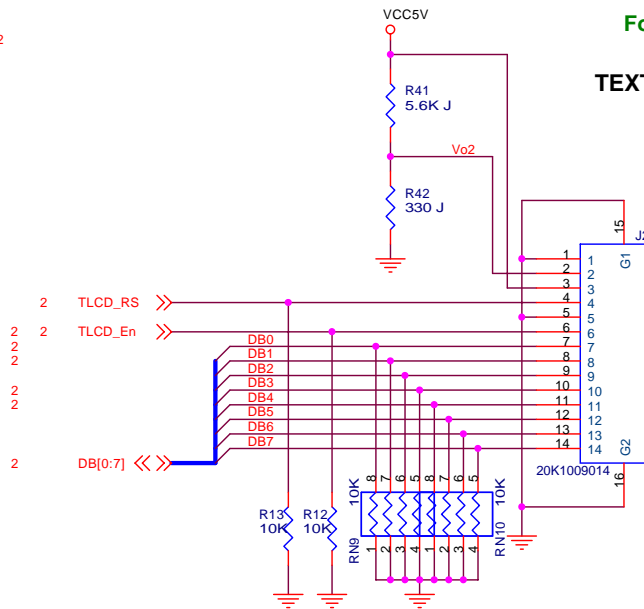 VCC5V
Fo
2
TEXT
R41
5.6K J
Vo2
R42
330 J
15
J2
G1
1 1
2 2
3 3
2 TLCD_RS 4 4
5 5
2 2 TLCD_En 6 6
2 DB0 7 7
2 DB1 8 8
DB2 9 9
2 DB3 10 10
2 DB4 11 11
DB5 12 12
DB6 13 13
DB7 14 14
2 DB[0:7]
G2
20K1009014
16
8 7 6 5 8 7 6 5
10K 10K
R13
10K
R12
10K
1 2 3 4 1 2 3 4
RN9 RN10